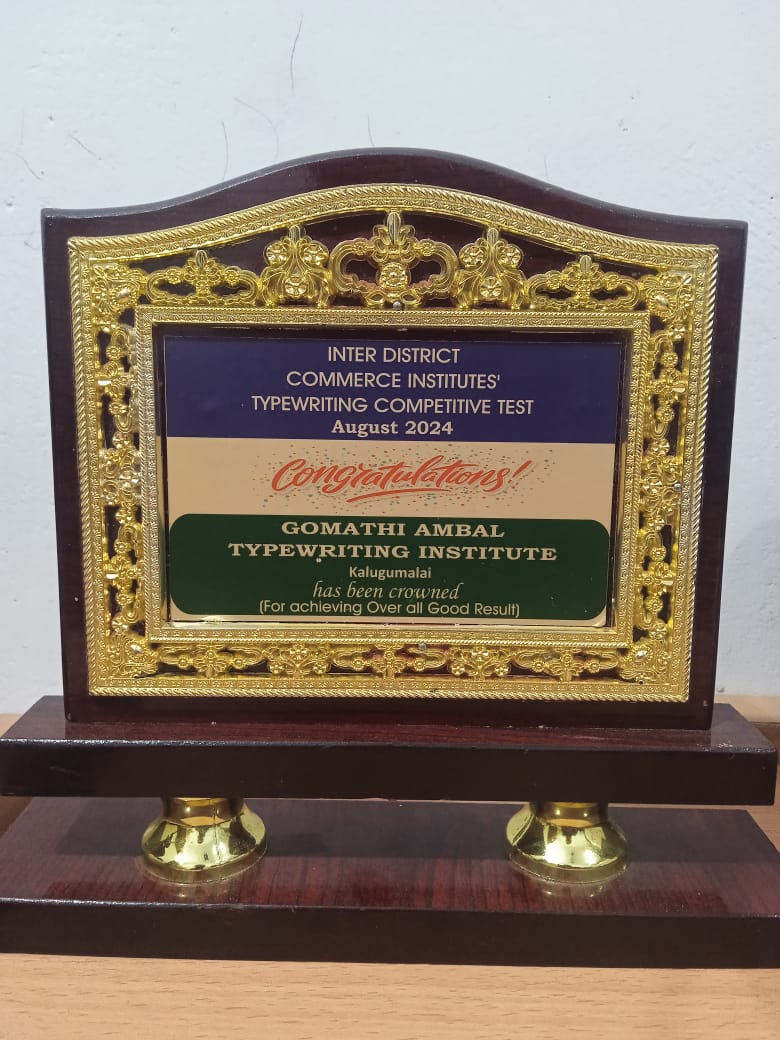 INTER DISTRICT
COMMERCE INSTITUTES'
TYPEWRITING COMPETITIVE TEST
August 2024
Congratulations!
GOMATHI AMBAL
TYPEWRITING INSTITUTE
Kalugumalai
has been crowned
(For achieving Over all Good Result)